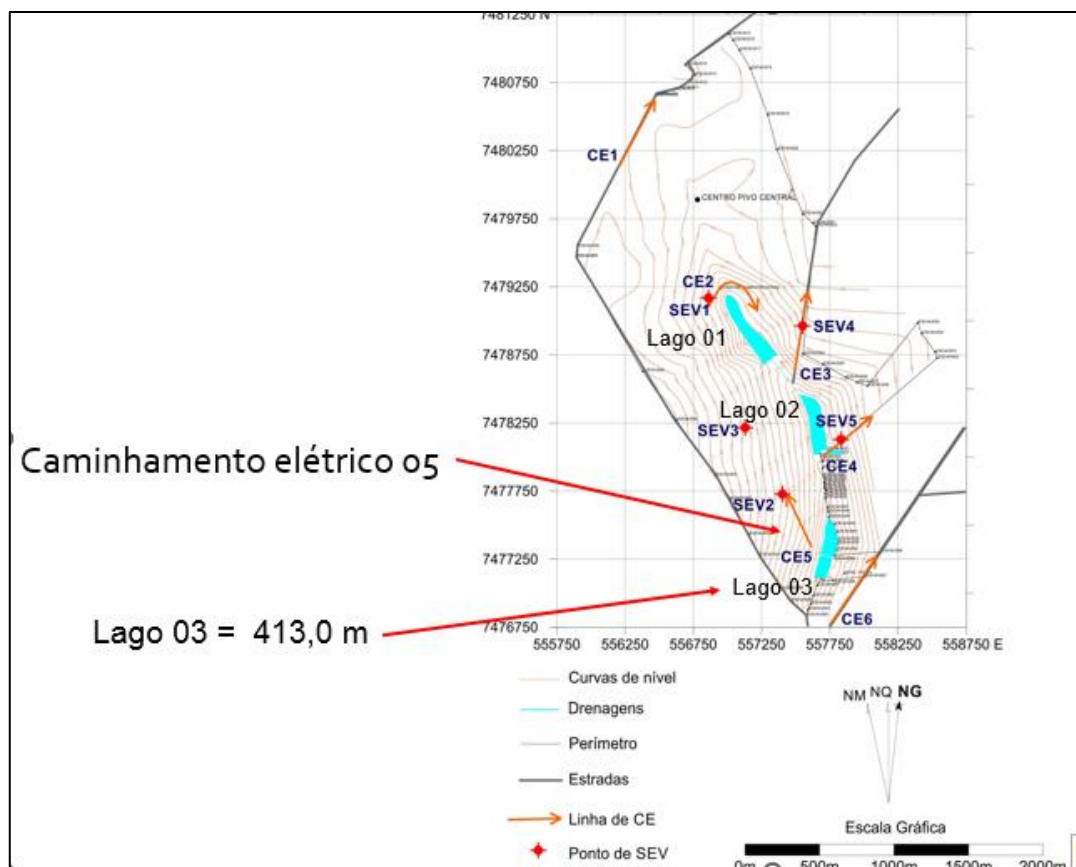 7481250 N
7480750
7480250
CE1
CENTRO PIVO CENTRAL
7479750
7479250
CE2
SEV1
SEV4
Lago 01
7478750
CE3
Lago 02
SEV5
7478250
SEV3
CE4
Caminhamento elétrico 05
7477750
SEV2
7477250
CE5
Lago 03
Lago 03 = 413,0 m
7476750
CE6
555750 556250 556750 557250 557750 558250 558750 E
Curvas de nível
Drenagens
Perímetro
Estradas
Linha de CE
Ponto de SEV
NM NQ NG
Escala Gráfica
0m 500m 1000m 1500m 2000m